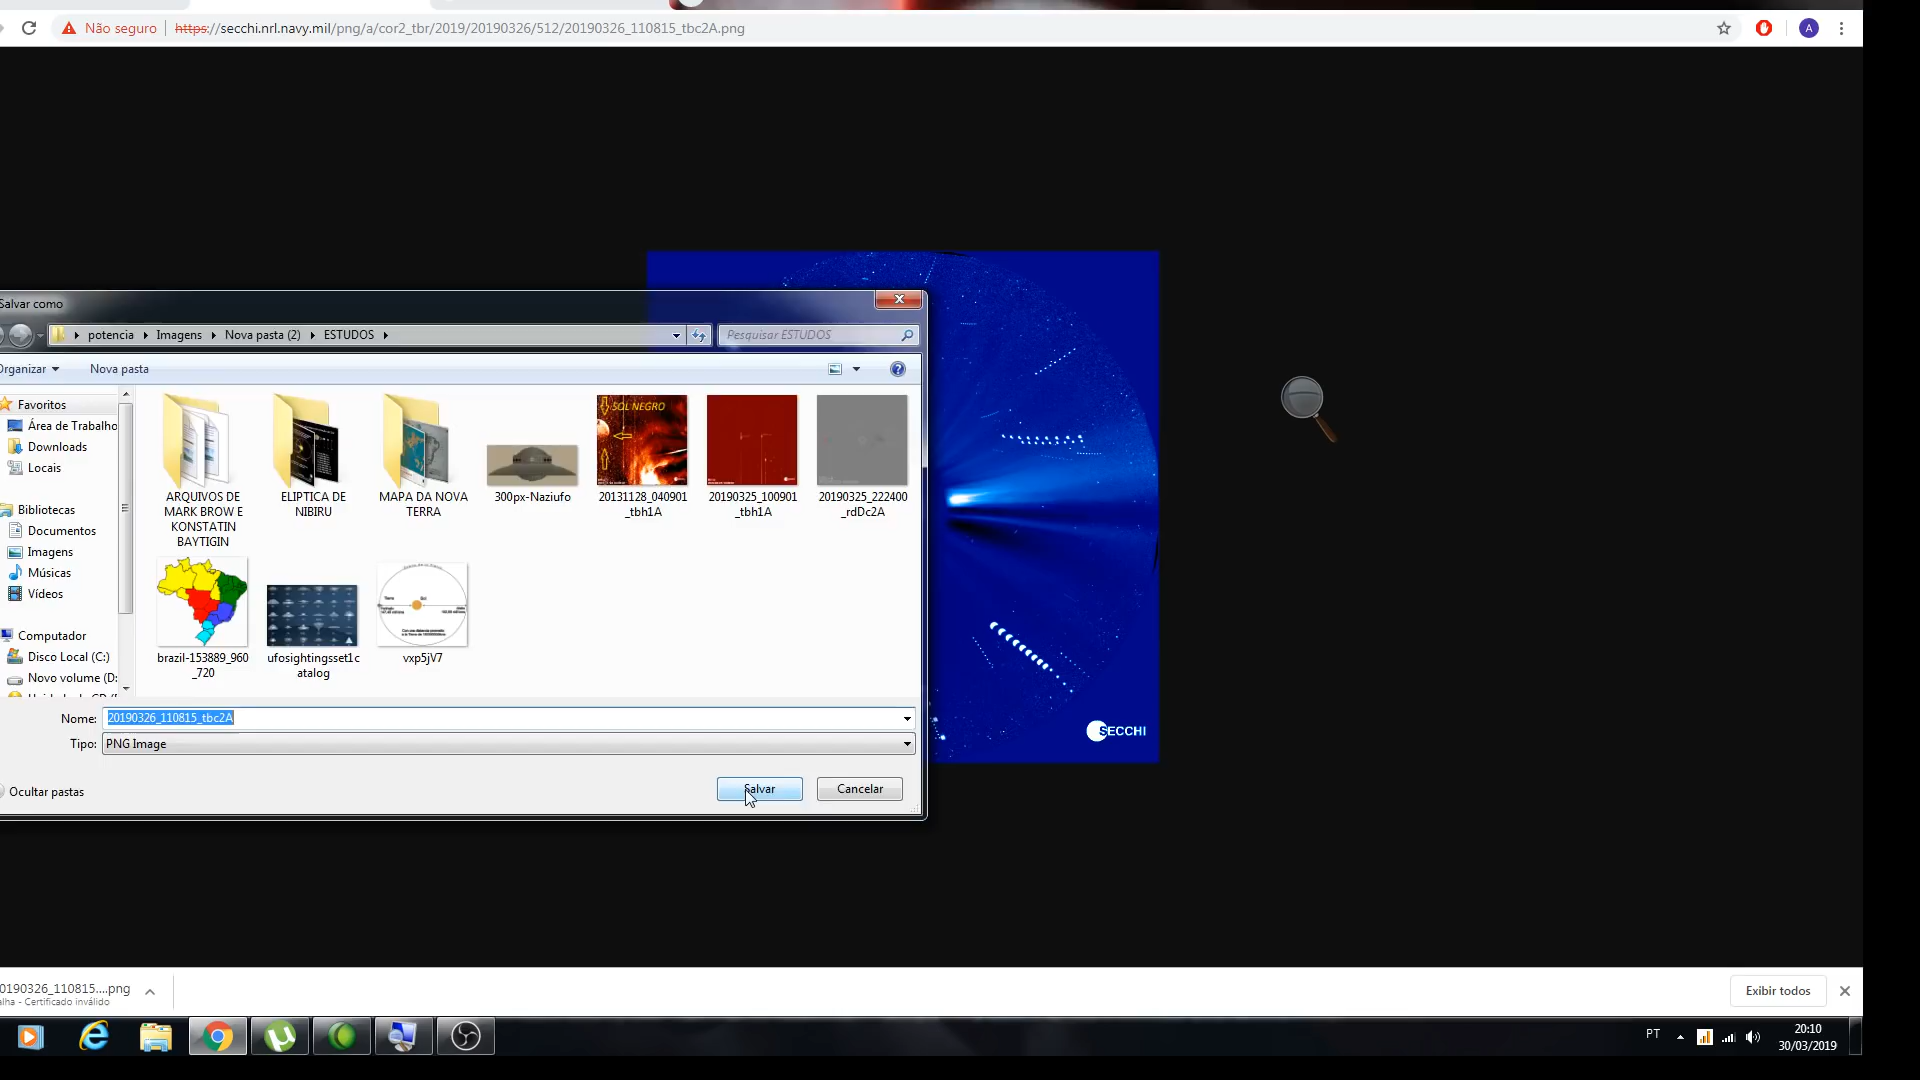 Não seguro
https://secchi.nrl.navy.mil/png/a/cor2_tbr/2019/20190326/512/20190326_110815_tbc2A.png
A
Salvar como
potencia
Imagens
Nova pasta (2)
ESTUDOS
Pesquisar ESTUDOS
Organizar
Nova pasta
Favoritos
Área de Trabalho
Downloads
Locais
Bibliotecas
Documentos
Imagens
Músicas
Vídeos
Computador
Disco Local (C:)
Novo volume (D:
SOL NEGRO
ARQUIVOS DE
MARK BROW E
KONSTATIN
BAYTIGIN
ELIPTICA DE
NIBIRU
MAPA DA NOVA
TERRA
300px-Naziufo
20131128_040901
_tbh1A
20190325_100901
_tbh1A
20190325_222400
_rdDc2A
brazil-153889_960
_720
ufosightingsset1c
atalog
vxp5jV7
Nome: 20190326_110815_tbc2A
Tipo: PNG Image
Ocultar pastas
Salvar
Cancelar
SECCHI
0190326_110815....png
alha - Certificado inválido
Exibir todos
PT
20:10
30/03/2019